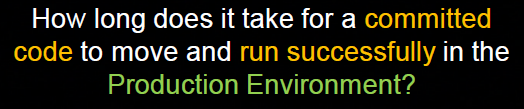 How long does it take for a committed
code to move and run successfully in the
Production Environment?